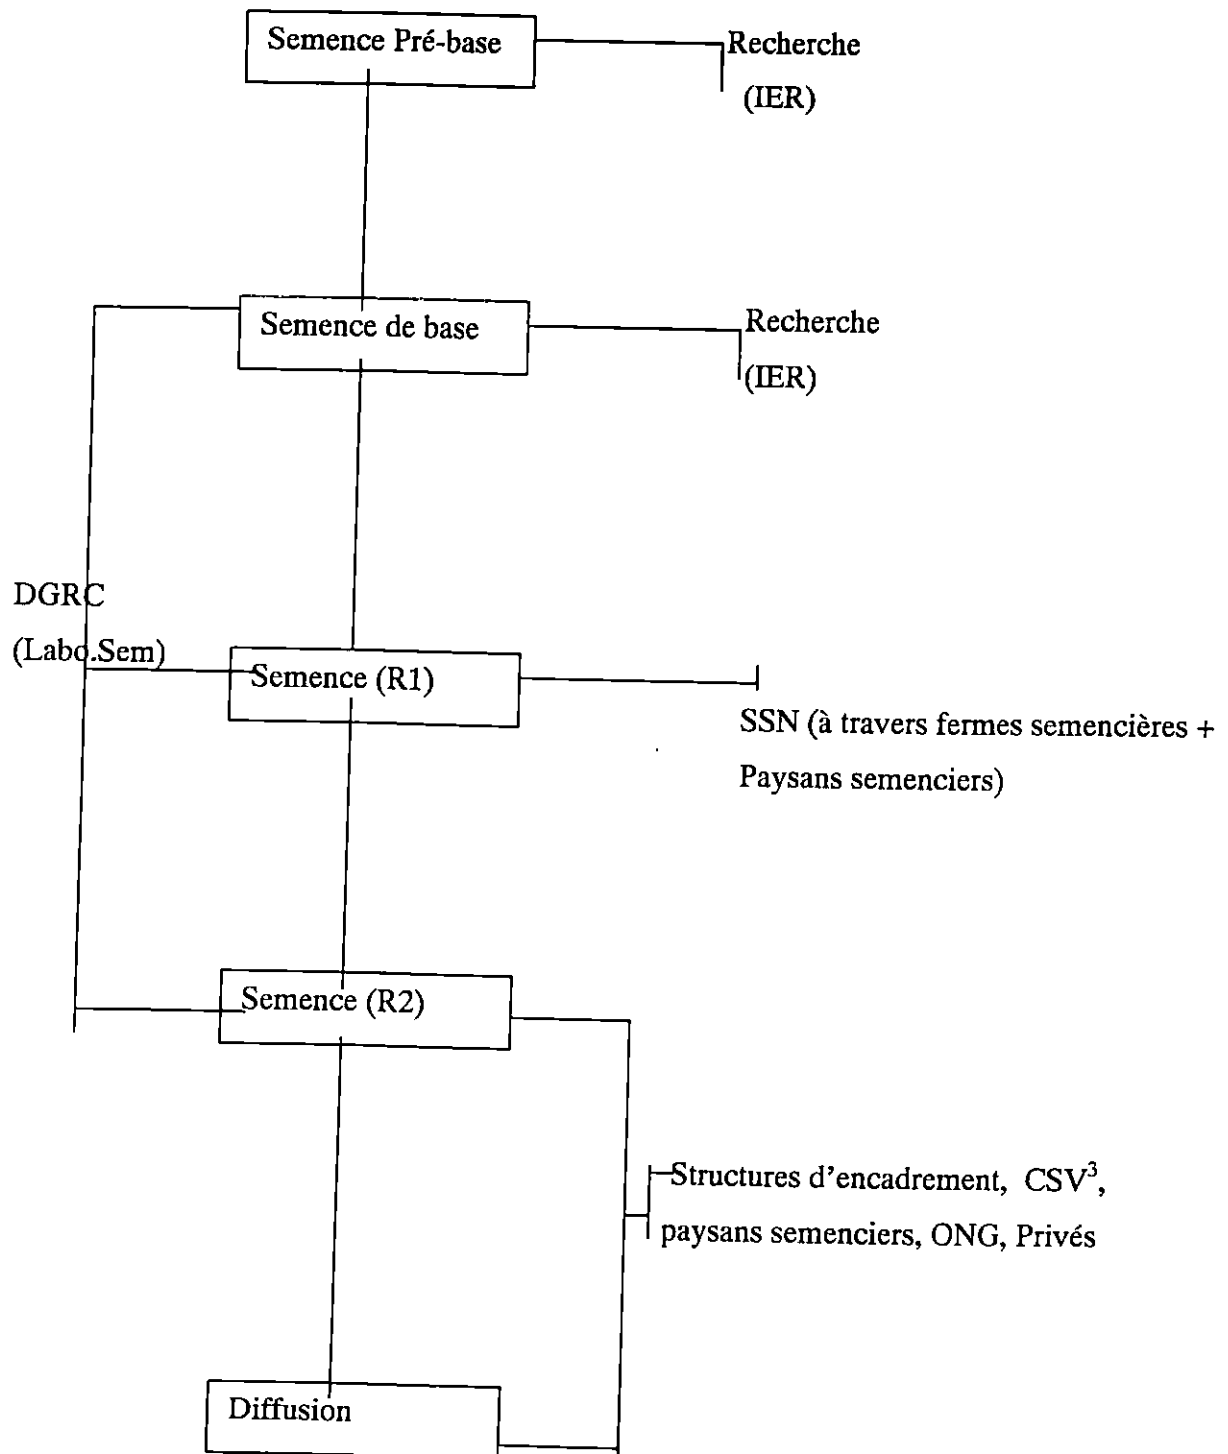 Semence Pré-base
Recherche
(IER)
Semence de base
Recherche
(IER)
DGRC
(Labo.Sem)
Semence (R1)
SSN (à travers fermes semencières +
Paysans semenciers)
Semence (R2)
Structures d'encadrement, CSV³,
paysans semenciers, ONG, Privés
Diffusion